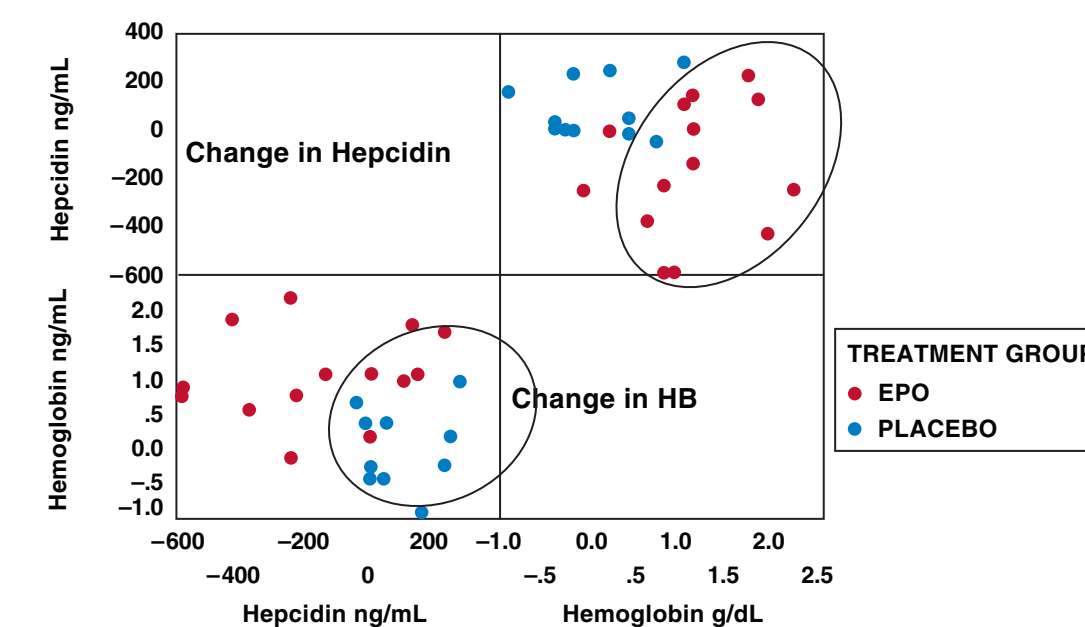 400
200
0
−200
−400
−600
Hepcidin ng/mL
Change in Hepcidin
2.0
1.5
1.0
.5
0.0
−.5
−1.0
Hemoglobin ng/mL
Change in HB
TREATMENT GROUP
EPO
PLACEBO
−600 −200 200 −1.0 0.0 1.0 2.0
−400 0 −.5 .5 1.5 2.5
Hepcidin ng/mL Hemoglobin g/dL